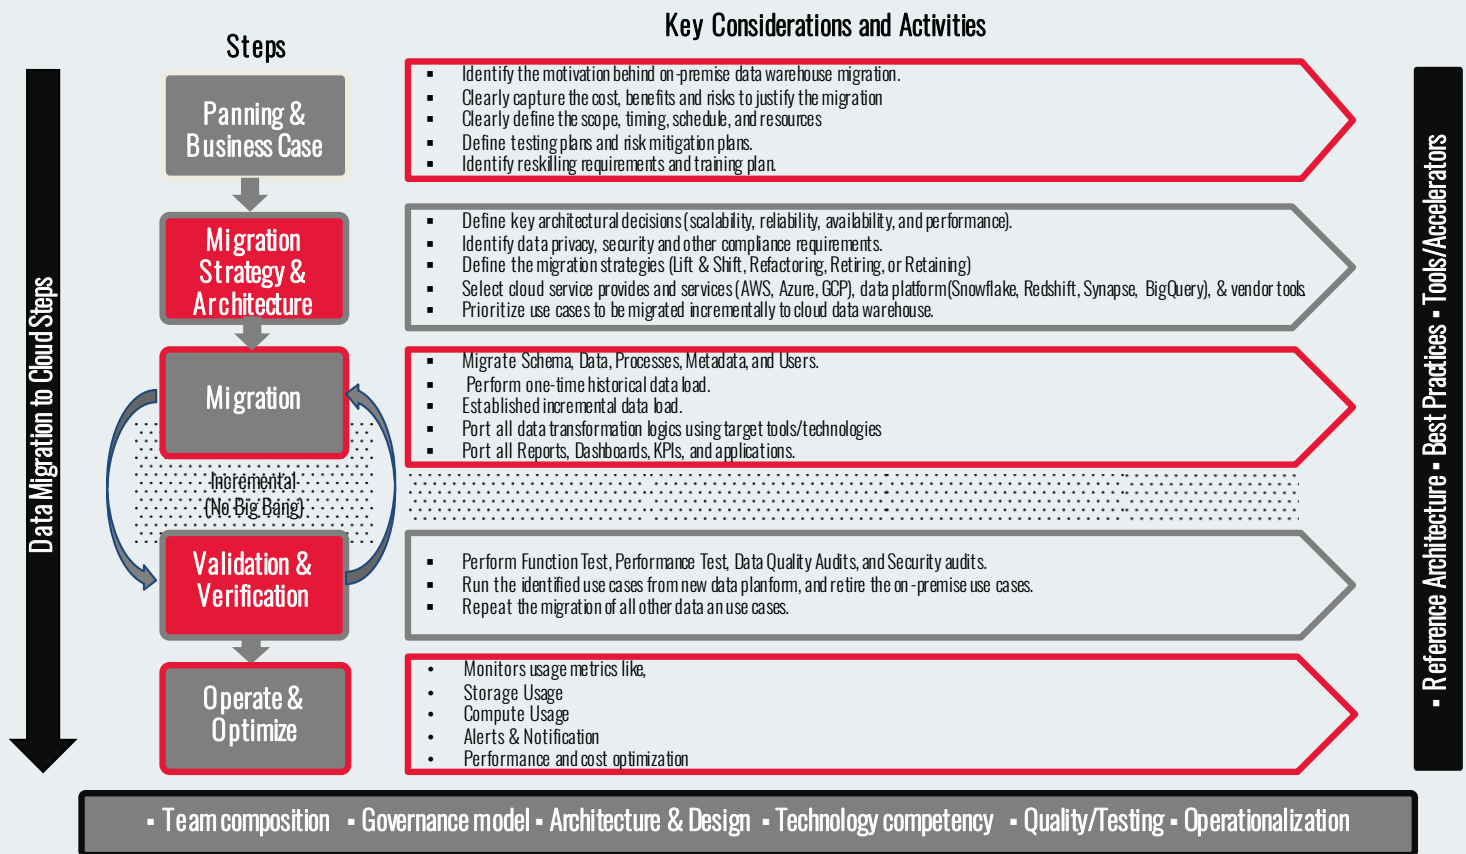 Key Considerations and Activities
Steps
Data Migration to Cloud Steps
Panning &
Business Case
▪ Identify the motivation behind on-premise data warehouse migration.
▪ Clearly capture the cost, benefits and risks to justify the migration
▪ Clearly define the scope, timing, schedule, and resources
▪ Define testing plans and risk mitigation plans.
▪ Identify reskilling requirements and training plan.
Migration
Strategy &
Architecture
▪ Define key architectural decisions (scalability, reliability, availability, and performance).
▪ Identify data privacy, security and other compliance requirements.
▪ Define the migration strategies (Lift & Shift, Refactoring, Retiring, or Retaining)
▪ Select cloud service provides and services (AWS, Azure, GCP), data platform(Snowflake, Redshift, Synapse, BigQuery), & vendor tools
▪ Prioritize use cases to be migrated incrementally to cloud data warehouse.
Migration
▪ Migrate Schema, Data, Processes, Metadata, and Users.
▪ Perform one-time historical data load.
▪ Established incremental data load.
▪ Port all data transformation logics using target tools/technologies
▪ Port all Reports, Dashboards, KPIs, and applications.
Incremental
(No Big Bang)
Validation &
Verification
▪ Perform Function Test, Performance Test, Data Quality Audits, and Security audits.
▪ Run the identified use cases from new data planform, and retire the on-premise use cases.
▪ Repeat the migration of all other data an use cases.
Operate &
Optimize
• Monitors usage metrics like,
• Storage Usage
• Compute Usage
• Alerts & Notification
• Performance and cost optimization
▪ Reference Architecture ▪ Best Practices ▪ Tools/Accelerators
▪ Team composition ▪ Governance model ▪ Architecture & Design ▪ Technology competency ▪ Quality/Testing ▪ Operationalization